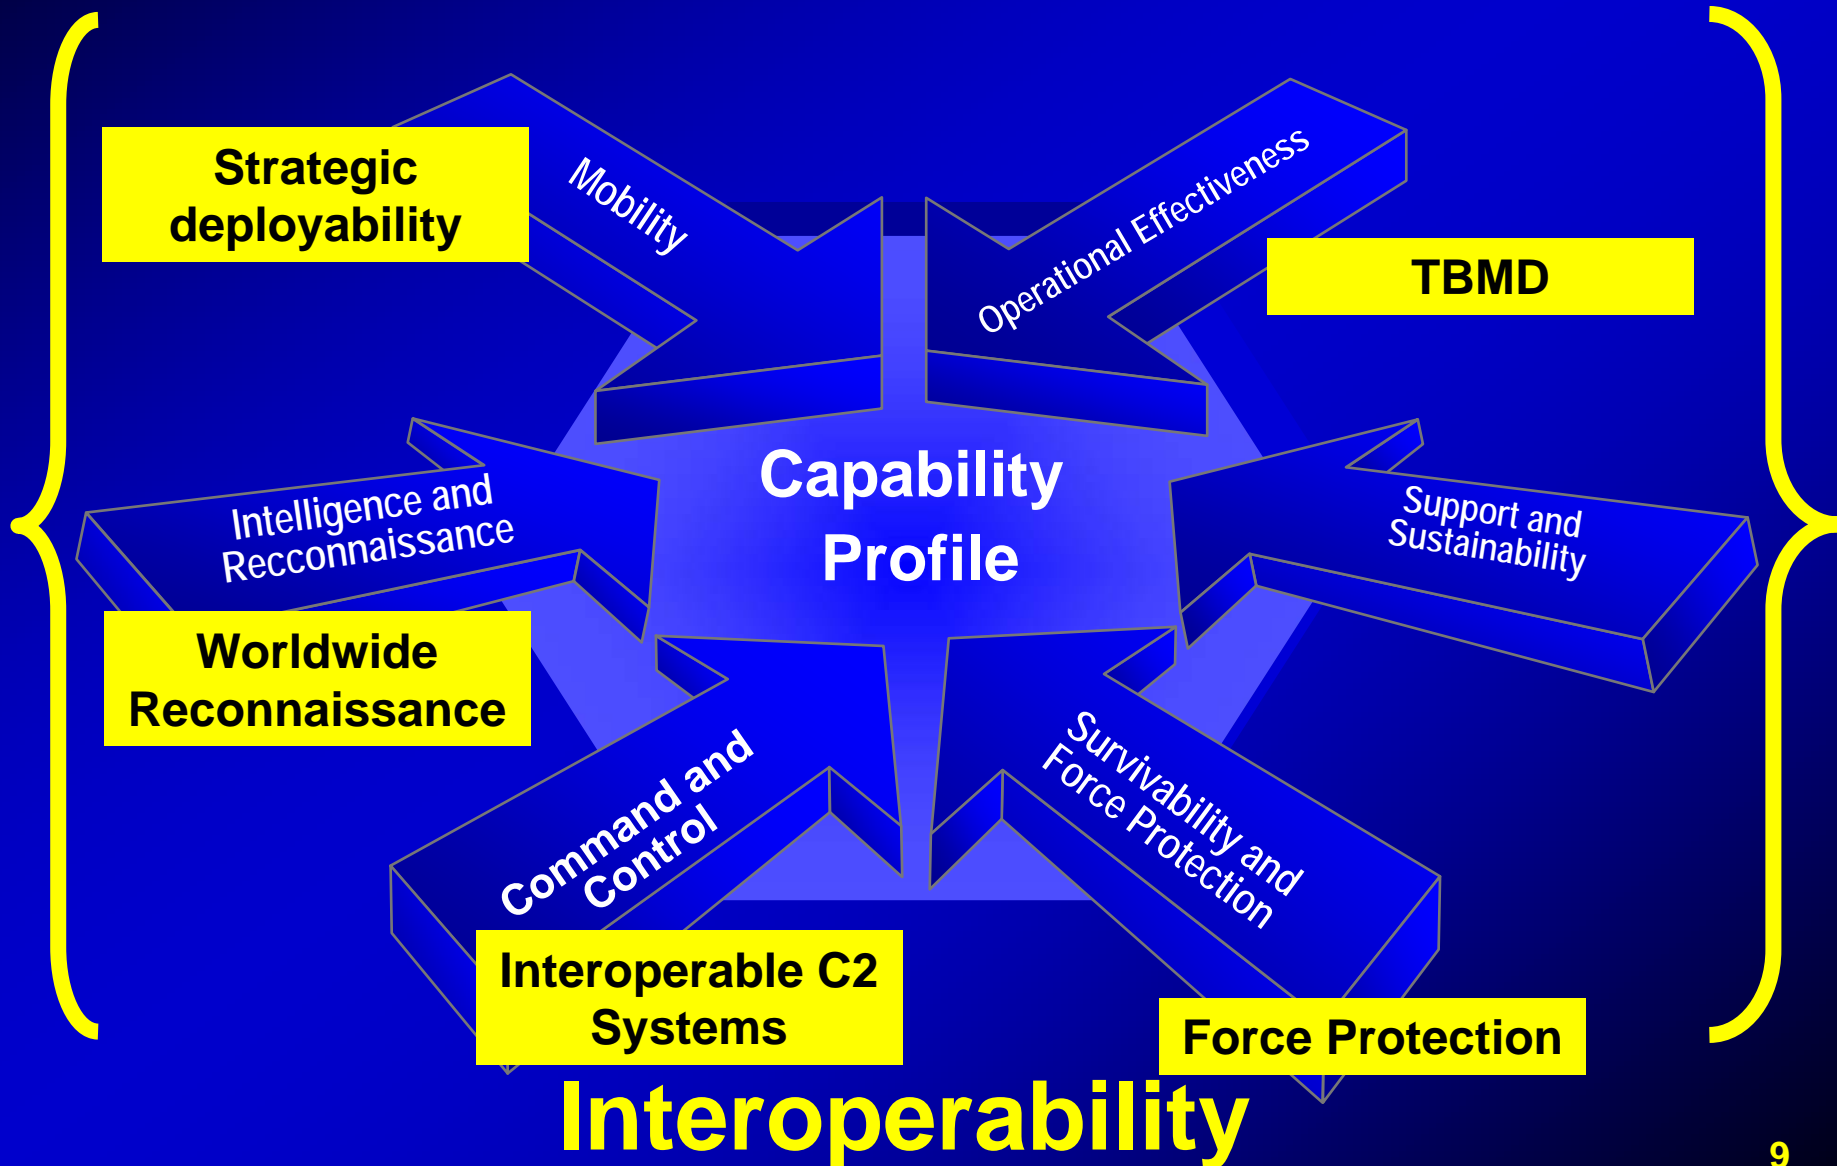 Strategic
deployability
Mobility
Operational Effectiveness
TBMD
Capability
Profile
Intelligence and
Recconnaissance
Support and
Sustainability
Worldwide
Reconnaissance
Command and
Control
Survivability and
Force Protection
Interoperable C2
Systems
Force Protection
Interoperability
9